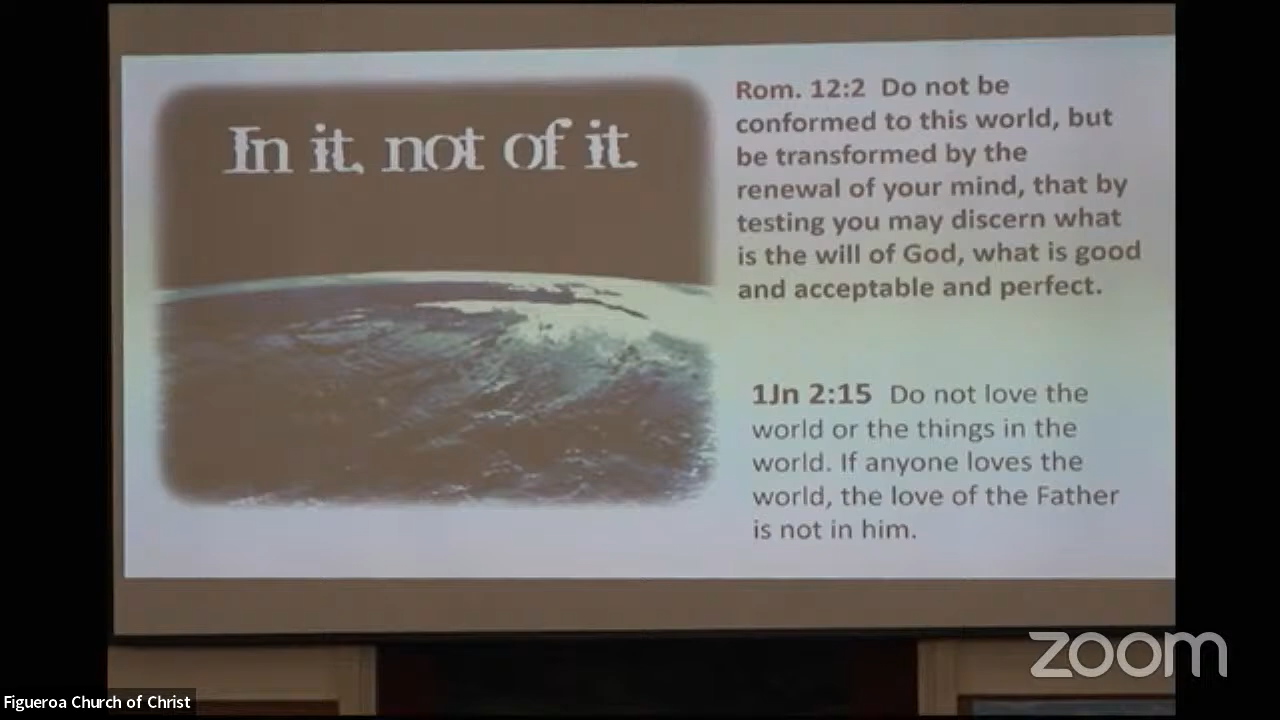 In it, not of it.
Rom. 12:2 Do not be
conformed to this world, but
be transformed by the
renewal of your mind, that by
testing you may discern what
is the will of God, what is good
and acceptable and perfect.
1Jn 2:15 Do not love the
world or the things in the
world. If anyone loves the
world, the love of the Father
is not in him.
zoom
Figueroa Church of Christ